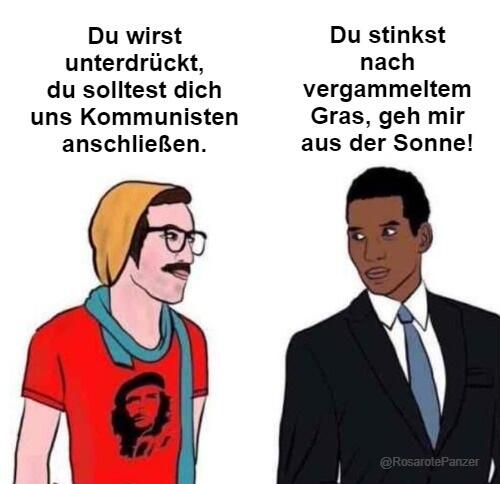 Du wirst
unterdrückt,
du solltest dich
uns Kommunisten
anschließen.
Du stinkst
nach
vergammeltem
Gras, geh mir
aus der Sonne!
@RosarotePanzer